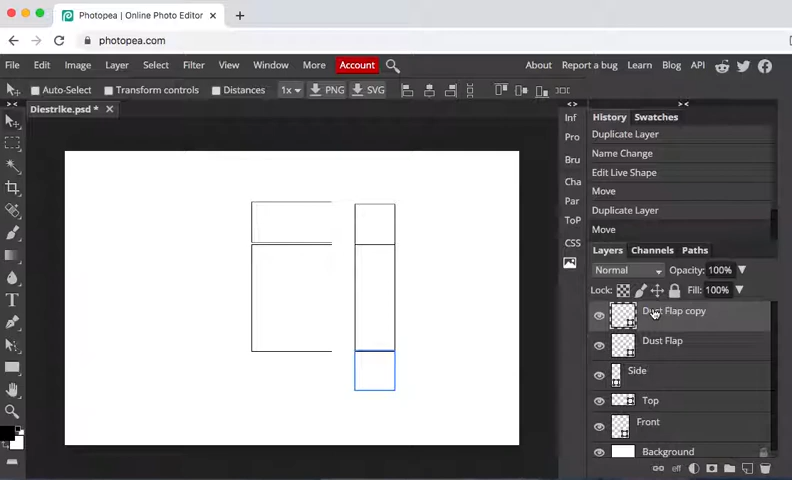 Photopea | Online Photo Editor
photopea.com
File Edit Image Layer Select Filter View Window More Account About Report a bug Learn Blog API
Auto-Select Transform controls Distances 1x PNG SVG
Diestrike.psd *
Inf
Pro
Bru
Cha
Par
ToP
CSS
History Swatches
Duplicate Layer
Name Change
Edit Live Shape
Move
Duplicate Layer
Move
Layers Channels Paths
Normal Opacity: 100%
Lock: Fill: 100%
Dust Flap copy
Dust Flap
Side
Top
Front
Background
eff